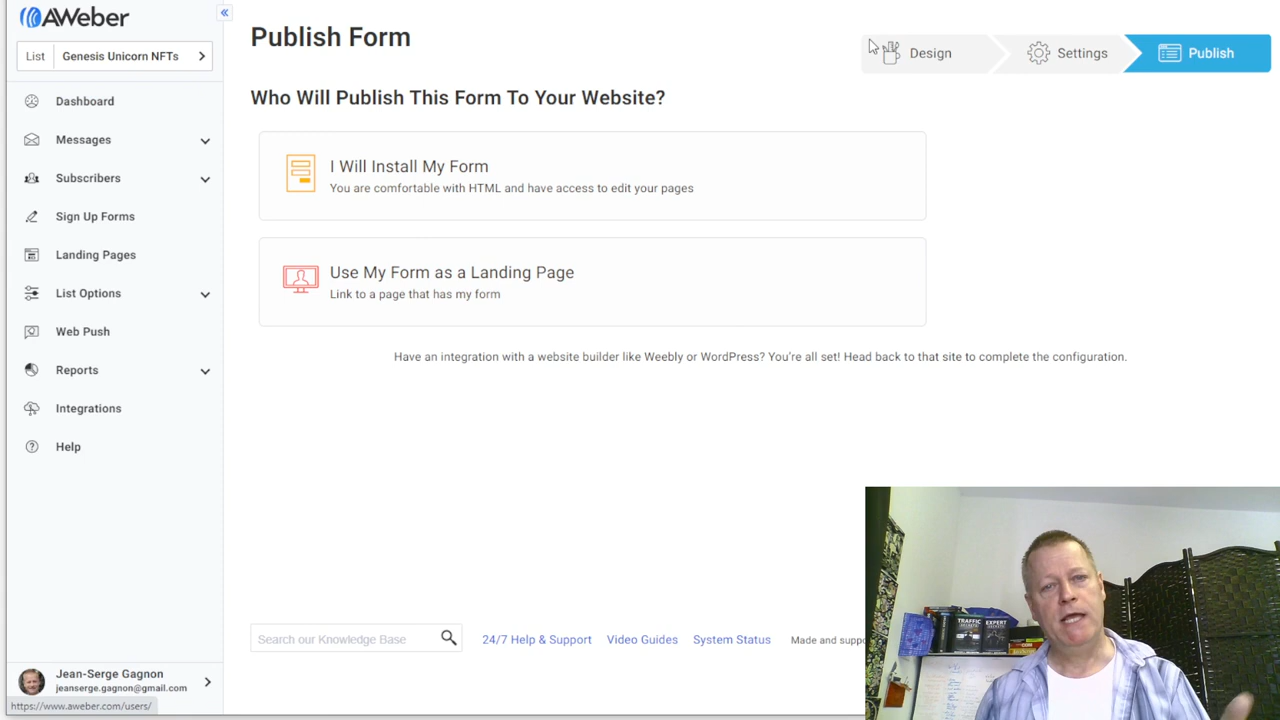 AWeber
«
List Genesis Unicorn NFTs
Dashboard
Messages
Subscribers
Sign Up Forms
Landing Pages
List Options
Web Push
Reports
Integrations
Help
Jean-Serge Gagnon
jeanserge.gagnon@gmail.com
https://www.aweber.com/users/
Publish Form
Design
Settings
Publish
Who Will Publish This Form To Your Website?
I Will Install My Form
You are comfortable with HTML and have access to edit your pages
Use My Form as a Landing Page
Link to a page that has my form
Have an integration with a website builder like Weebly or WordPress? You're all set! Head back to that site to complete the configuration.
Search our Knowledge Base
24/7 Help & Support
Video Guides
System Status
Made and suppo
TRAFFIC
SECRETS
EXPERT
SECRETS